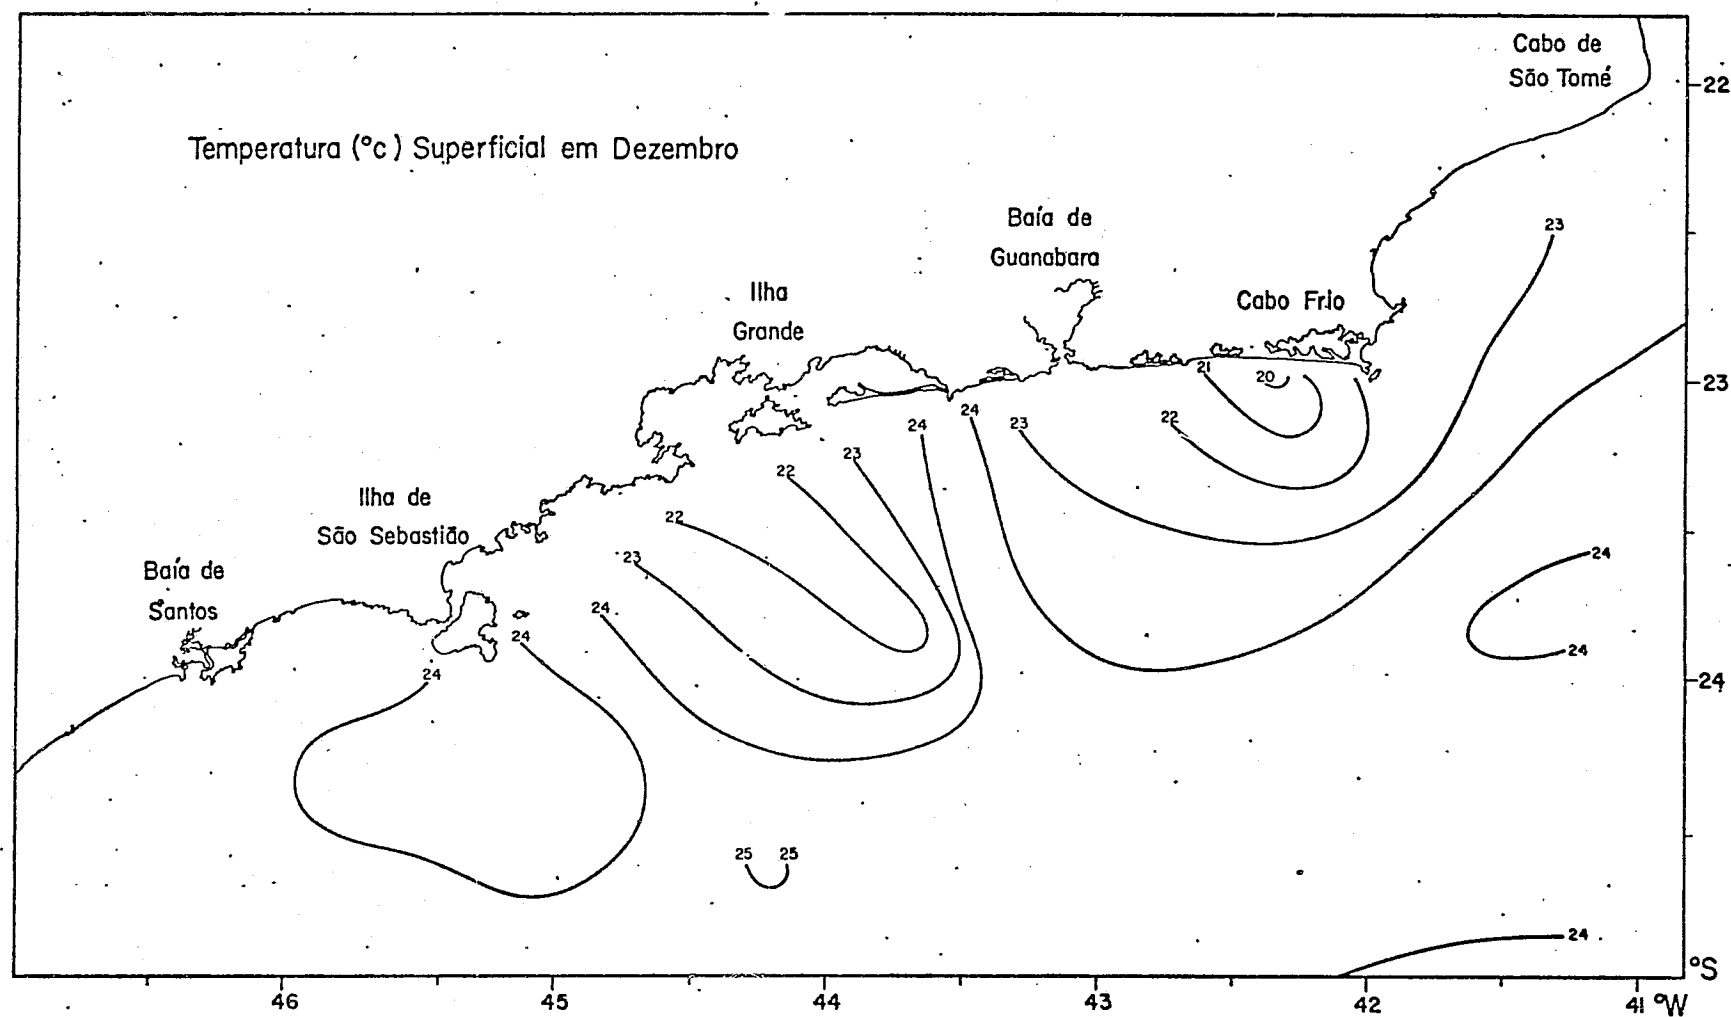 Cabo de
São Tomé
22
Temperatura (°c) Superficial em Dezembro
Baía de
Guanabara
23
Ilha
Grande
Cabo Frio
21
20
23
24
24
23
22
23
22
Ilha de
São Sebastião
22
23
24
Baía de
Santos
24
24
24
24
24
24
25 25
24
°S
46
45
44
43
42
41 °W